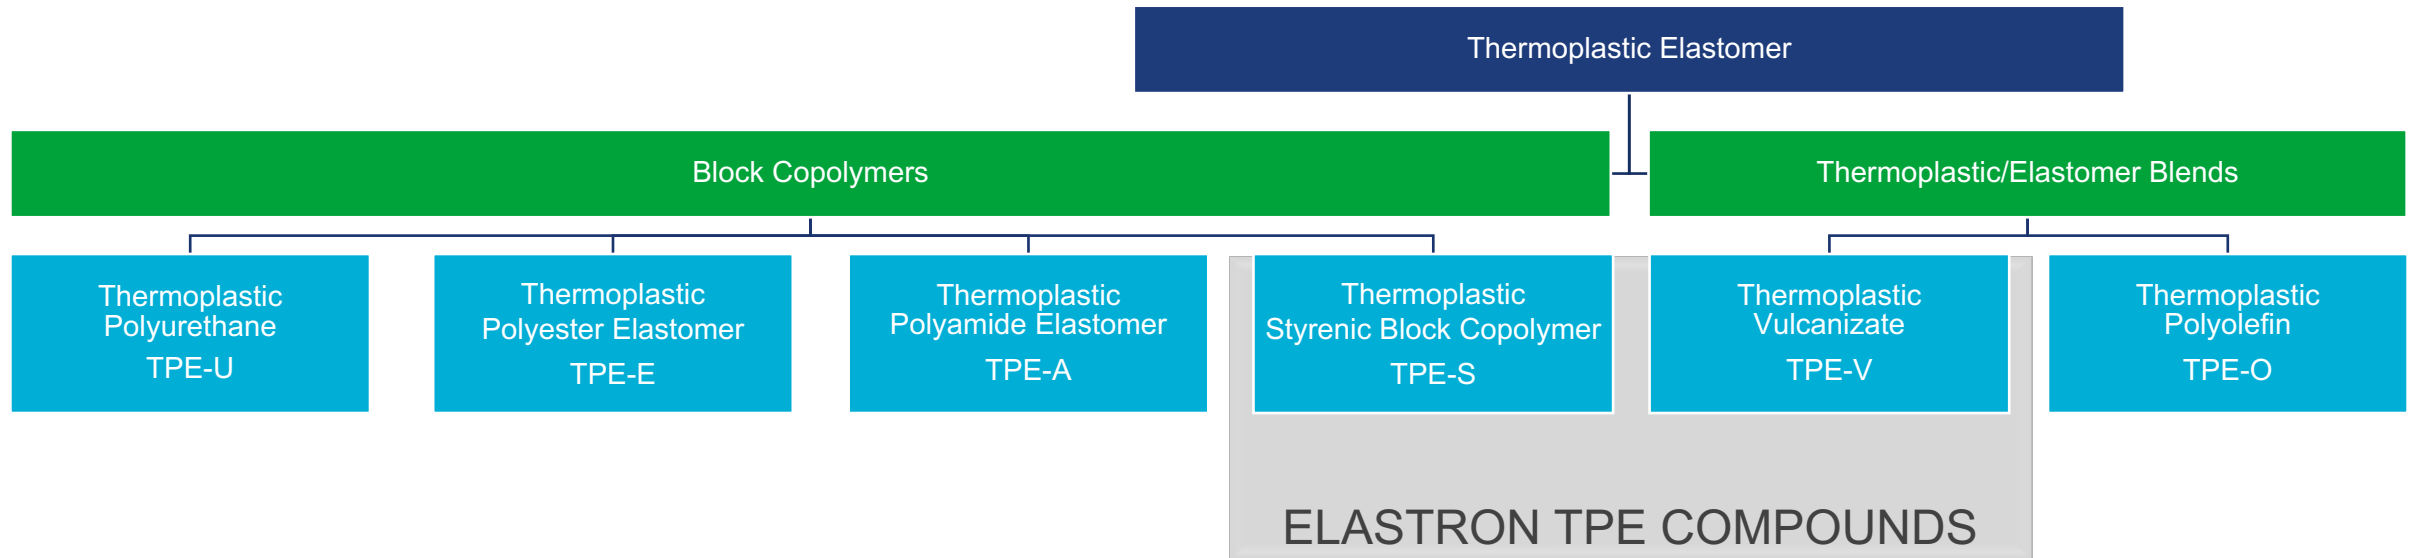 Thermoplastic Elastomer
Block Copolymers
Thermoplastic/Elastomer Blends
Thermoplastic
Polyurethane
TPE-U
Thermoplastic
Polyester Elastomer
TPE-E
Thermoplastic
Polyamide Elastomer
TPE-A
Thermoplastic
Styrenic Block Copolymer
TPE-S
Thermoplastic
Vulcanizate
TPE-V
Thermoplastic
Polyolefin
TPE-O
ELASTRON TPE COMPOUNDS